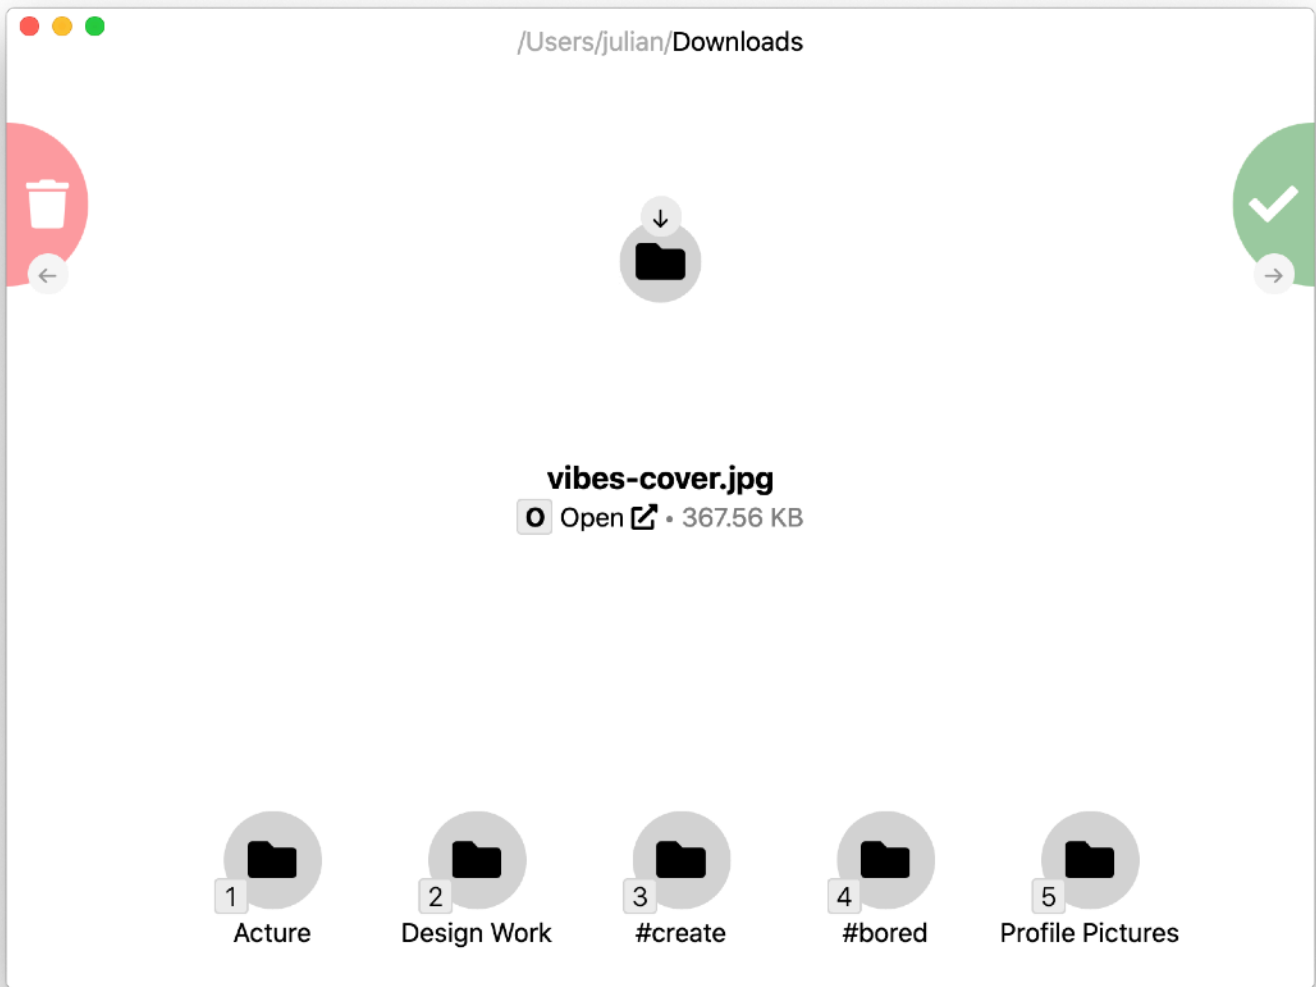 /Users/julian/Downloads
vibes-cover.jpg
O Open • 367.56 KB
1
Acture
2
Design Work
3
#create
4
#bored
5
Profile Pictures